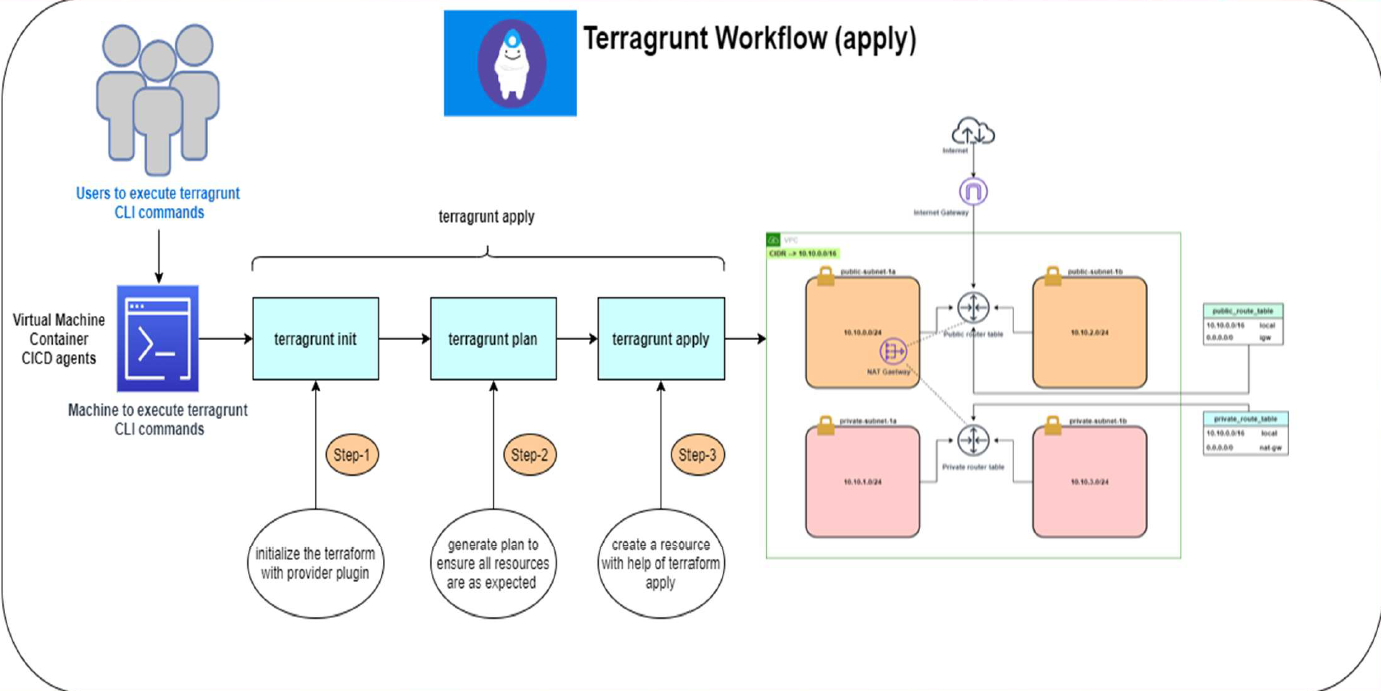 Terragrunt Workflow (apply)
Users to execute terragrunt
CLI commands
Virtual Machine
Container
CICD agents
Machine to execute terragrunt
CLI commands
terragrunt apply
terragrunt init
terragrunt plan
terragrunt apply
Step-1
Step-2
Step-3
initialize the terraform
with provider plugin
generate plan to
ensure all resources
are as expected
create a resource
with help of terraform
apply
Internet
Internet Gateway
VPC
CIDR --> 10.10.0.0/16
public-subnet-1a
10.10.0.0/24
NAT Gaetway
Public router table
public-subnet-1b
10.10.2.0/24
private-subnet-1a
10.10.1.0/24
Private router table
private-subnet-1b
10.10.3.0/24
public_route_table
10.10.0.0/16 local
0.0.0.0/0 igw
private_route_table
10.10.0.0/16 local
0.0.0.0/0 nat-gw